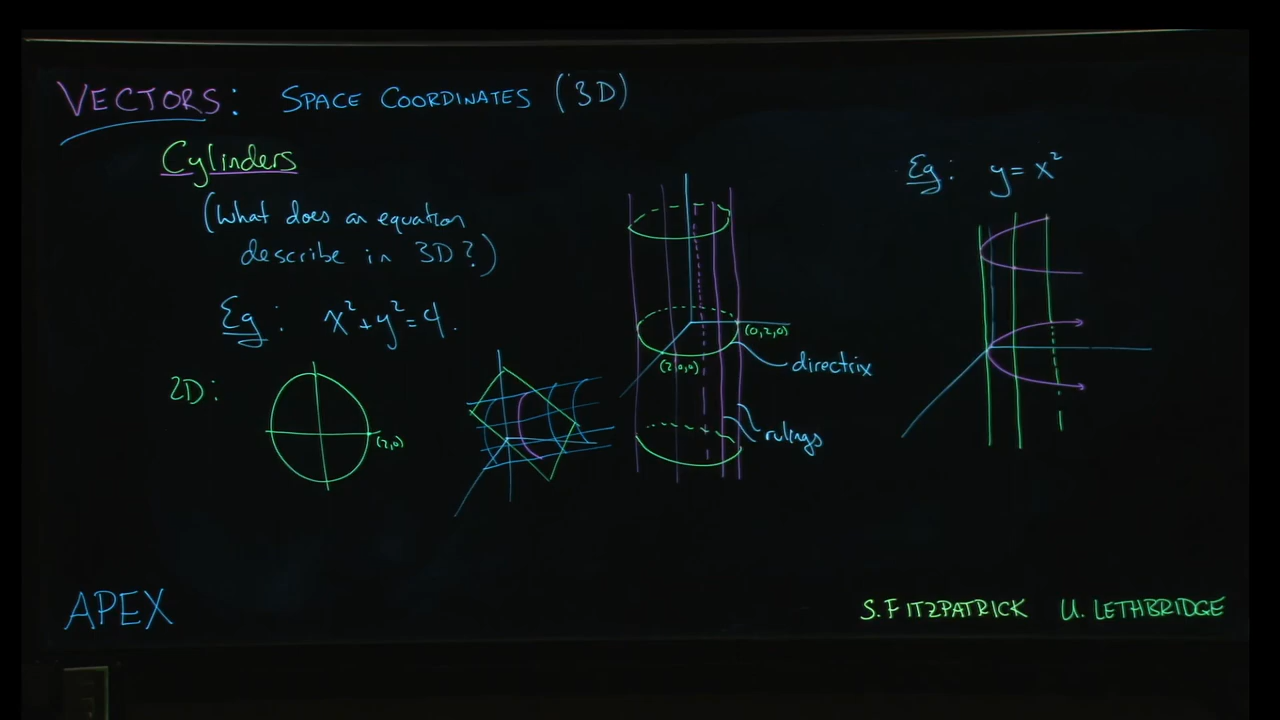 VECTORS: SPACE COORDINATES (3D)
Cylinders
(What does an equation
describe in 3D?)
Eg: x²+y²=4.
2D:
(2,0)
(0,2,0)
(2,0,0)
directrix
rulings
Eg: y=x²
APEX
S. FITZPATRICK U. LETHBRIDGE